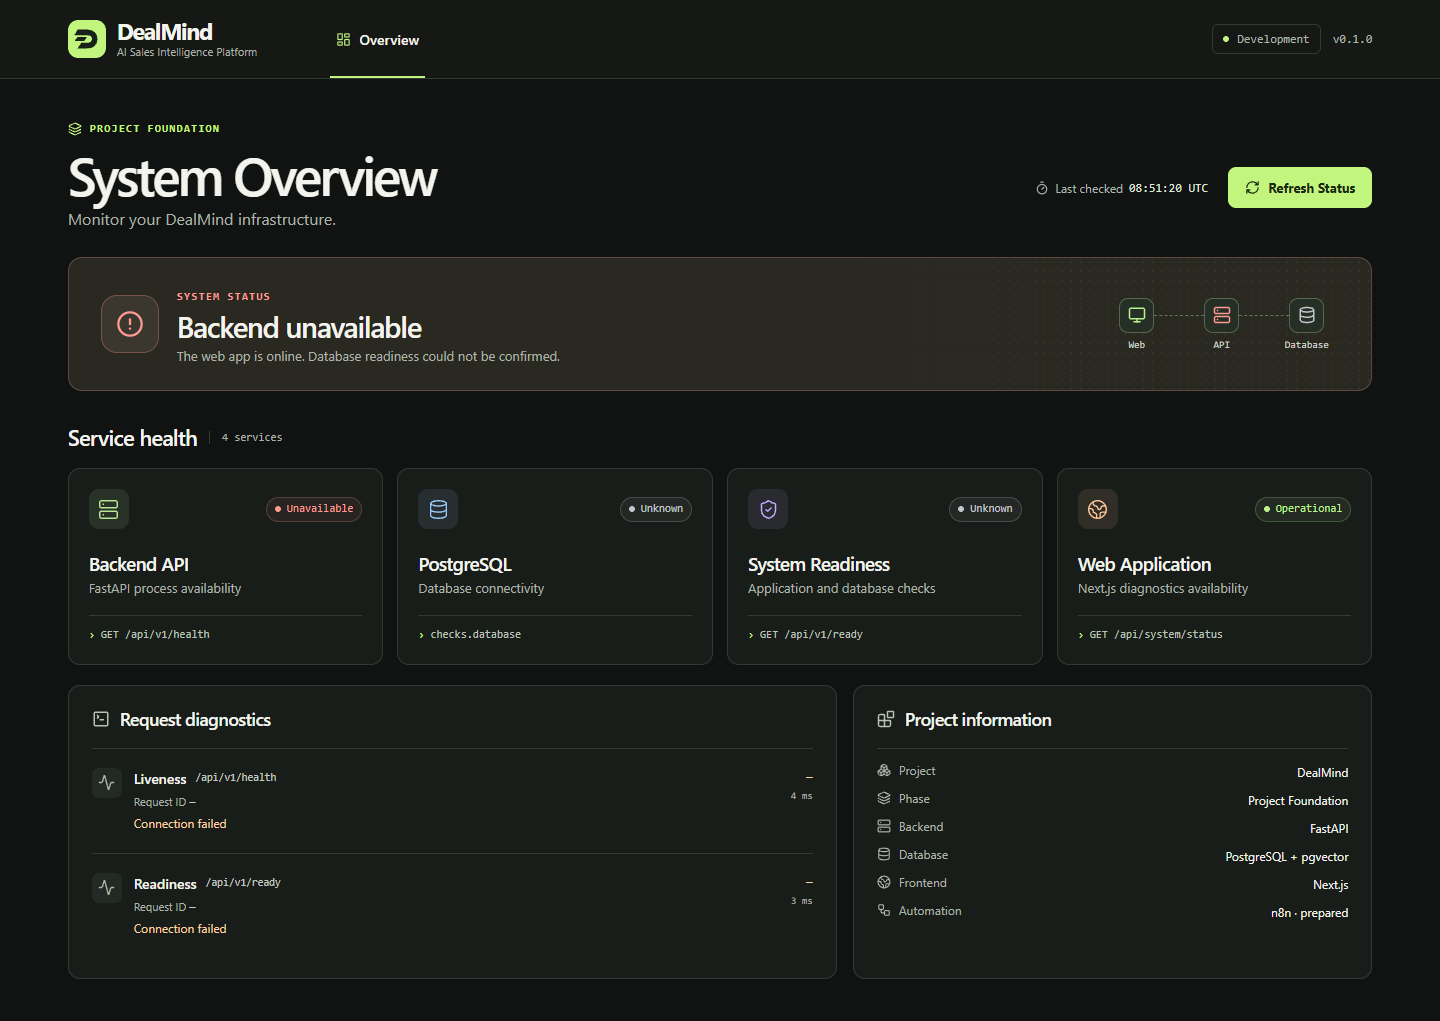 DealMind
AI Sales Intelligence Platform
Overview
Development
v0.1.0
PROJECT FOUNDATION
System Overview
Monitor your DealMind infrastructure.
Last checked 08:51:20 UTC
Refresh Status
SYSTEM STATUS
Backend unavailable
The web app is online. Database readiness could not be confirmed.
Web
API
Database
Service health
4 services
Unavailable
Backend API
FastAPI process availability
› GET /api/v1/health
Unknown
PostgreSQL
Database connectivity
› checks.database
Unknown
System Readiness
Application and database checks
› GET /api/v1/ready
Operational
Web Application
Next.js diagnostics availability
› GET /api/system/status
Request diagnostics
Liveness /api/v1/health —
Request ID — 4 ms
Connection failed
Readiness /api/v1/ready —
Request ID — 3 ms
Connection failed
Project information
Project DealMind
Phase Project Foundation
Backend FastAPI
Database PostgreSQL + pgvector
Frontend Next.js
Automation n8n · prepared